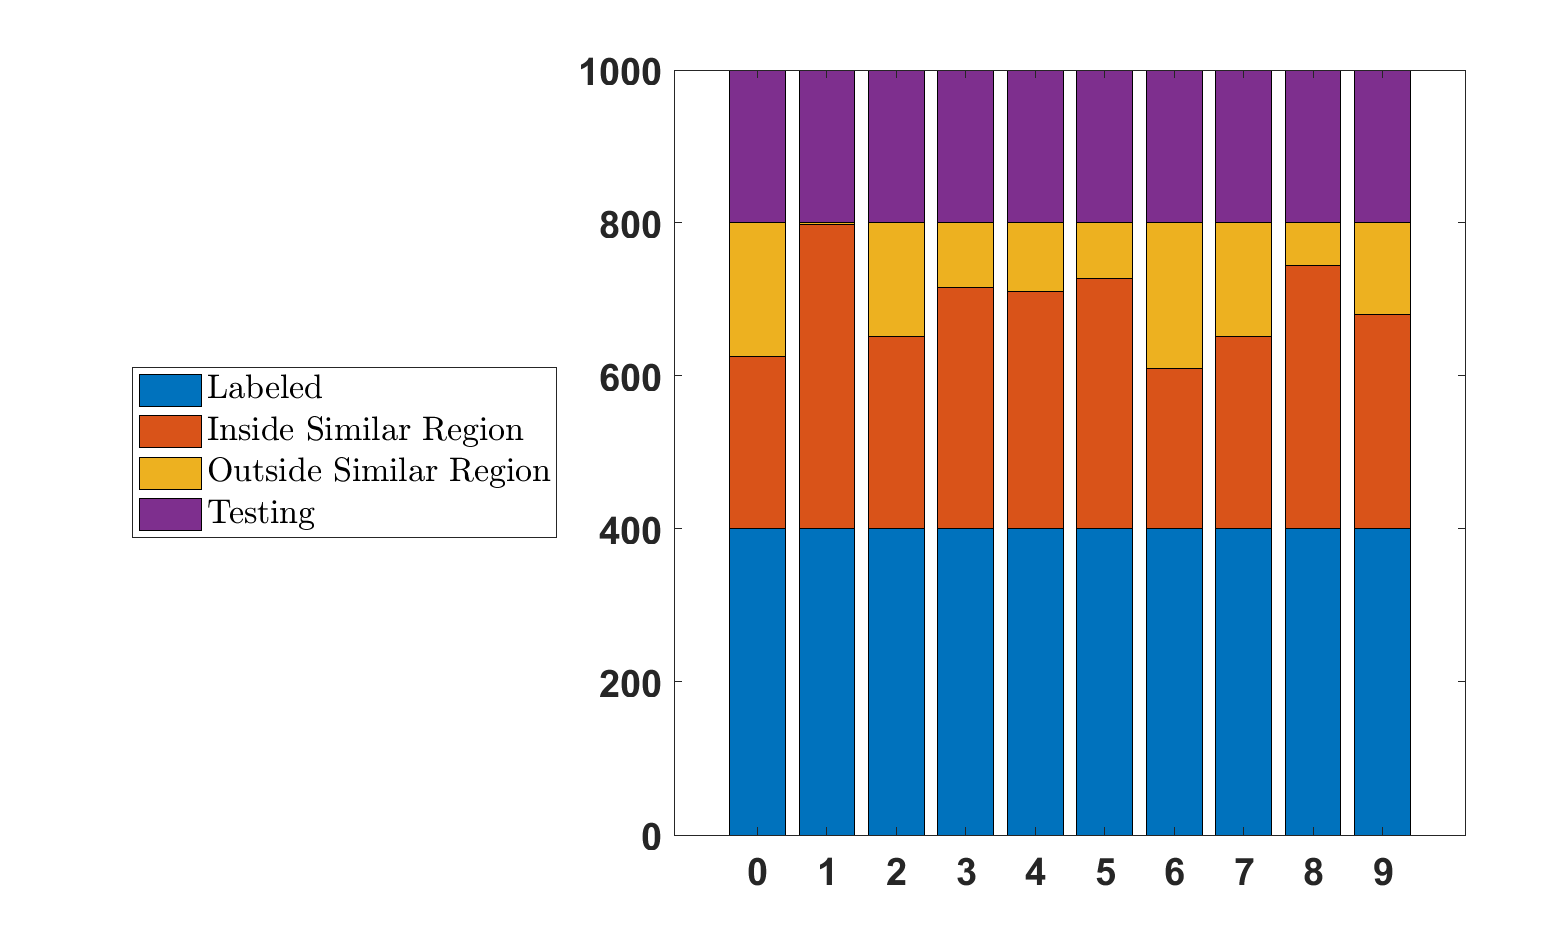 Labeled
Inside Similar Region
Outside Similar Region
Testing
1000
800
600
400
200
0
0 1 2 3 4 5 6 7 8 9